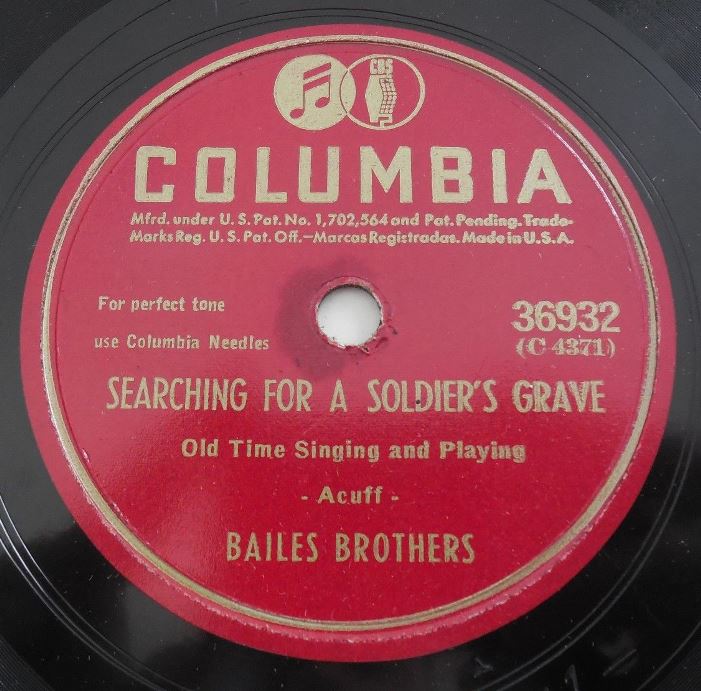 CBS
COLUMBIA
Mfrd. under U. S. Pat. No. 1,702,564 and Pat. Pending. Trade-
Marks Reg. U. S. Pat. Off.—Marcas Registradas. Made in U. S. A.
For perfect tone
use Columbia Needles
36932
(C 4371)
SEARCHING FOR A SOLDIER'S GRAVE
Old Time Singing and Playing
- Acuff -
BAILES BROTHERS